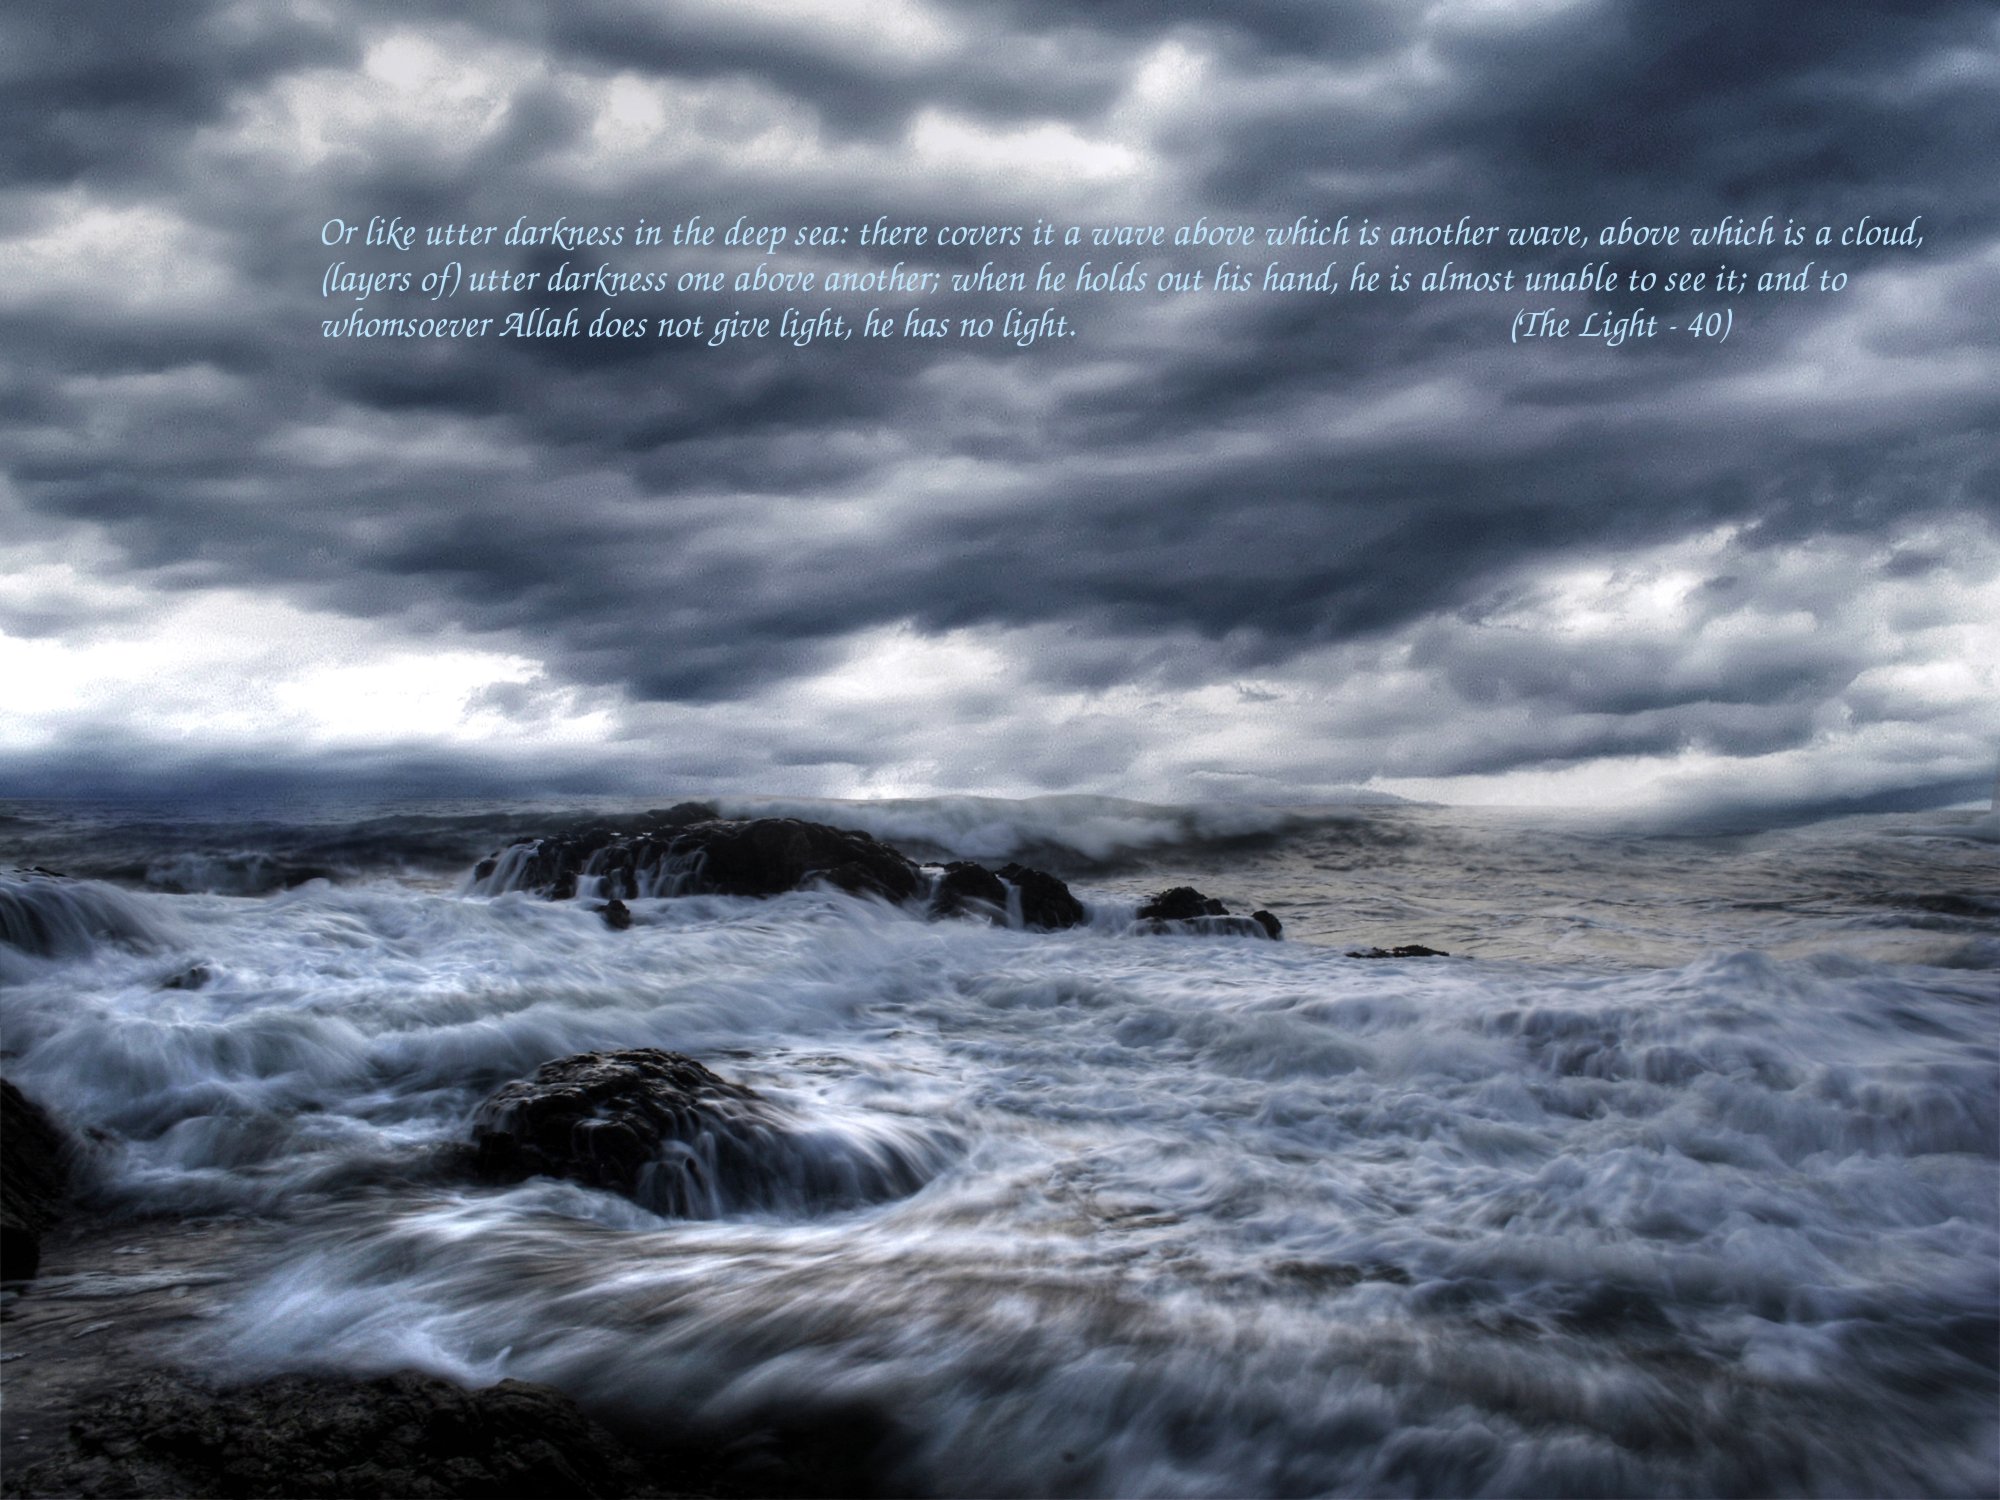 Or like utter darkness in the deep sea: there covers it a wave above which is another wave, above which is a cloud,
(layers of) utter darkness one above another; when he holds out his hand, he is almost unable to see it; and to
whomsoever Allah does not give light, he has no light. (The Light - 40)